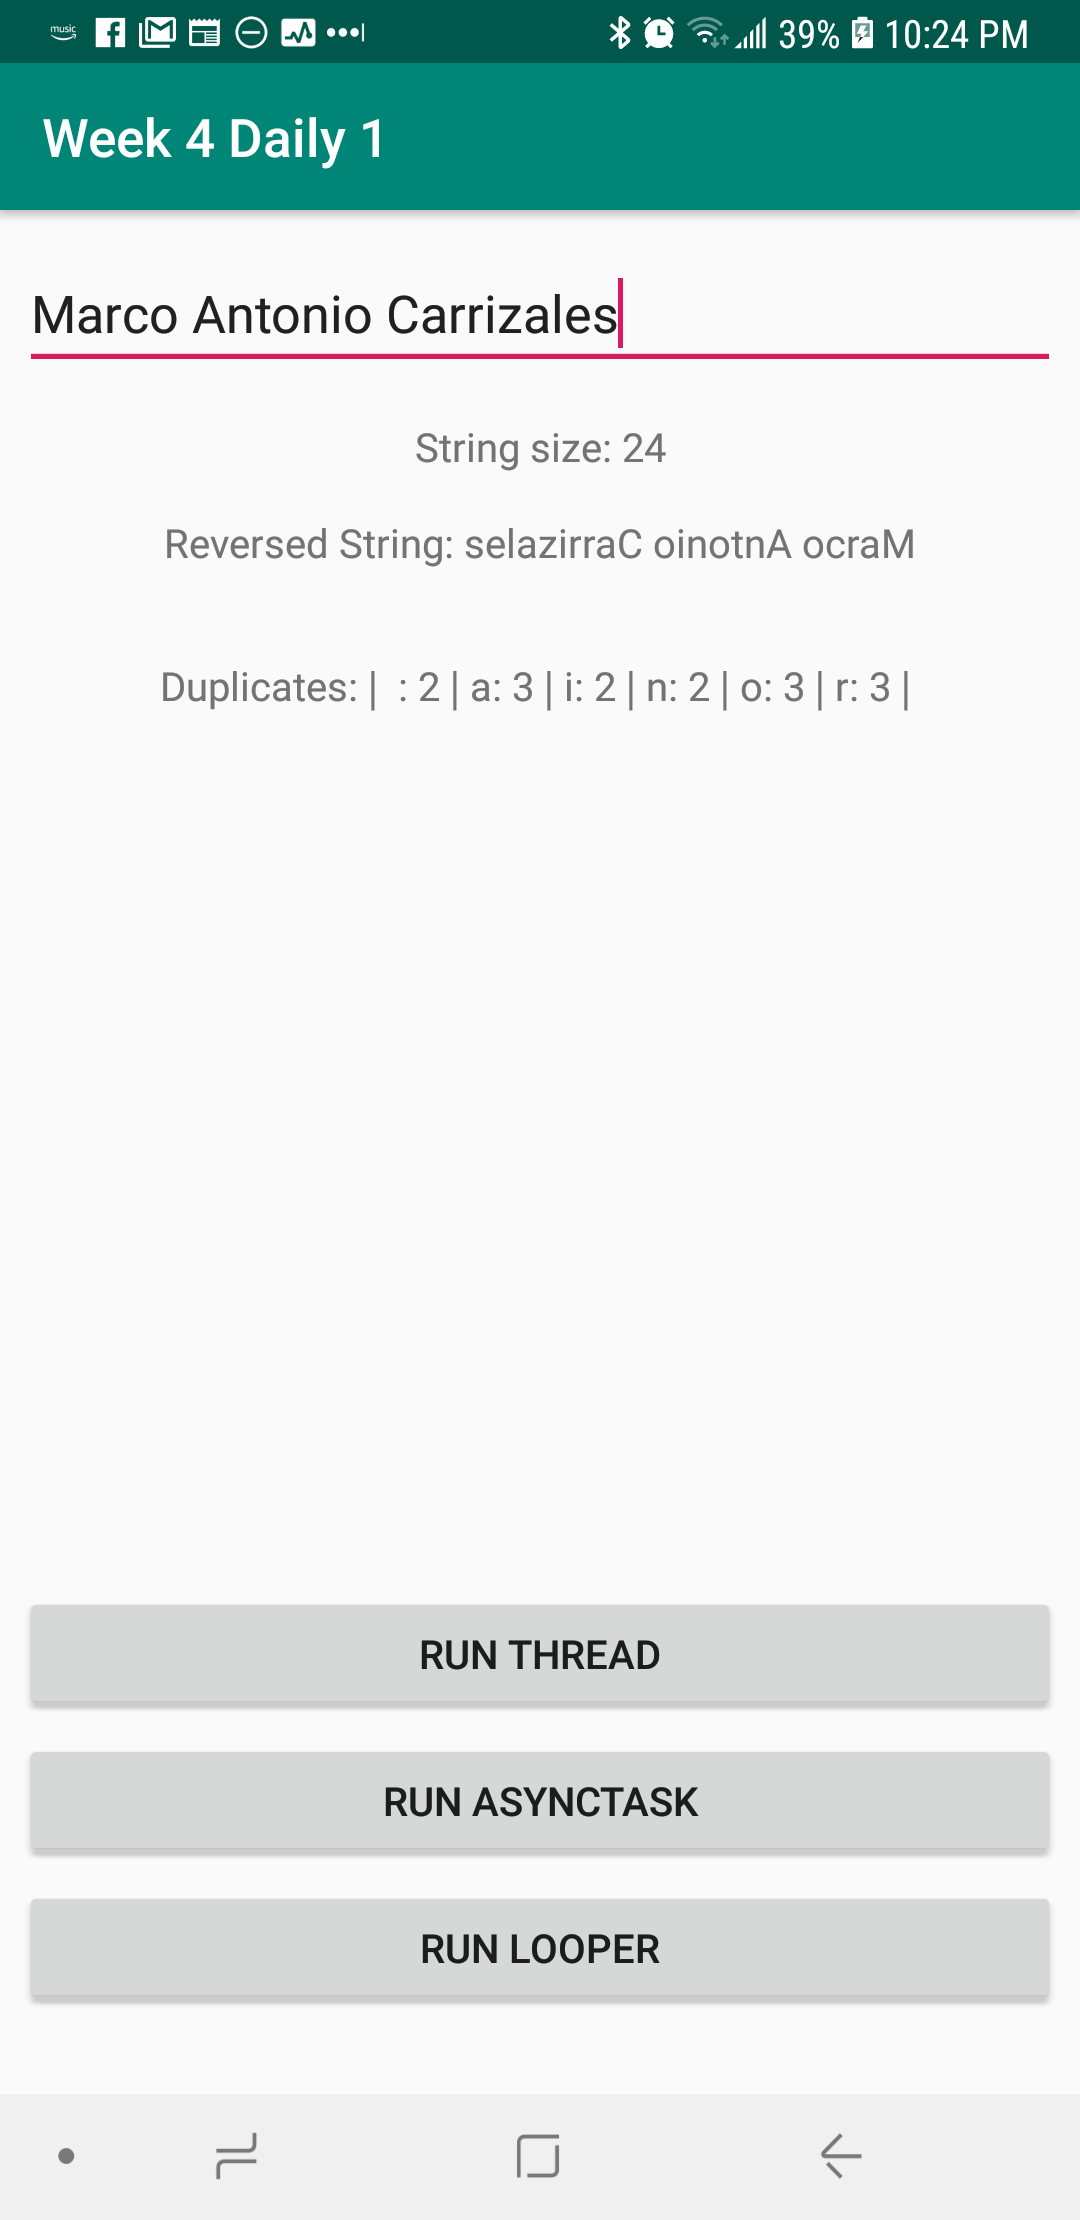 music 39% 10:24 PM
Week 4 Daily 1
Marco Antonio Carrizales
String size: 24
Reversed String: selazirraC oinotnA ocraM
Duplicates: |  : 2 | a: 3 | i: 2 | n: 2 | o: 3 | r: 3 |
RUN THREAD
RUN ASYNCTASK
RUN LOOPER